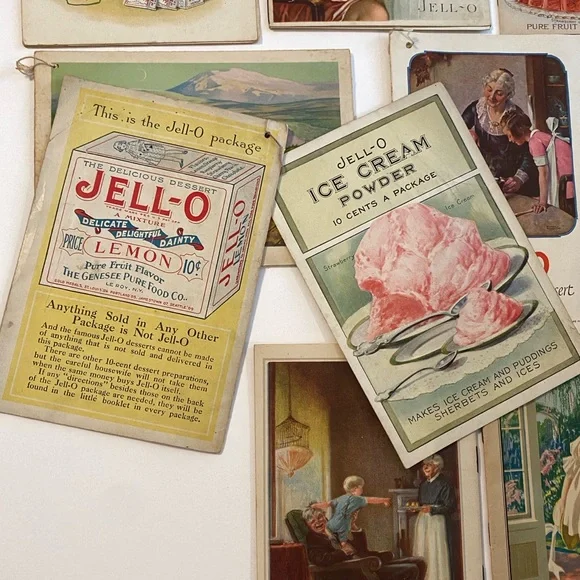 JELL-O
PURE FRUIT
This is the Jell-O package
THE DELICIOUS DESSERT
JELL-O
A MIXTURE
DELICATE
DELIGHTFUL
DAINTY
PRICE
LEMON
10¢
Pure Fruit Flavor
THE GENESEE PURE FOOD CO.
LE ROY, N.Y.
JELL-O
LEMON
Anything Sold in Any Other
Package is Not Jell-O
And the famous Jell-O desserts cannot be made
of anything that is not sold and delivered in
this package.
There are other 10-cent dessert preparations,
but the careful housewife will not take them
when the same money buys Jell-O itself.
If any "directions" besides those on the back
of the Jell-O package are needed, they will be
found in the little booklet in every package.
JELL-O
ICE CREAM
POWDER
10 CENTS A PACKAGE
Strawberry
Ice Cream
MAKES ICE CREAM AND PUDDINGS
SHERBETS AND ICES